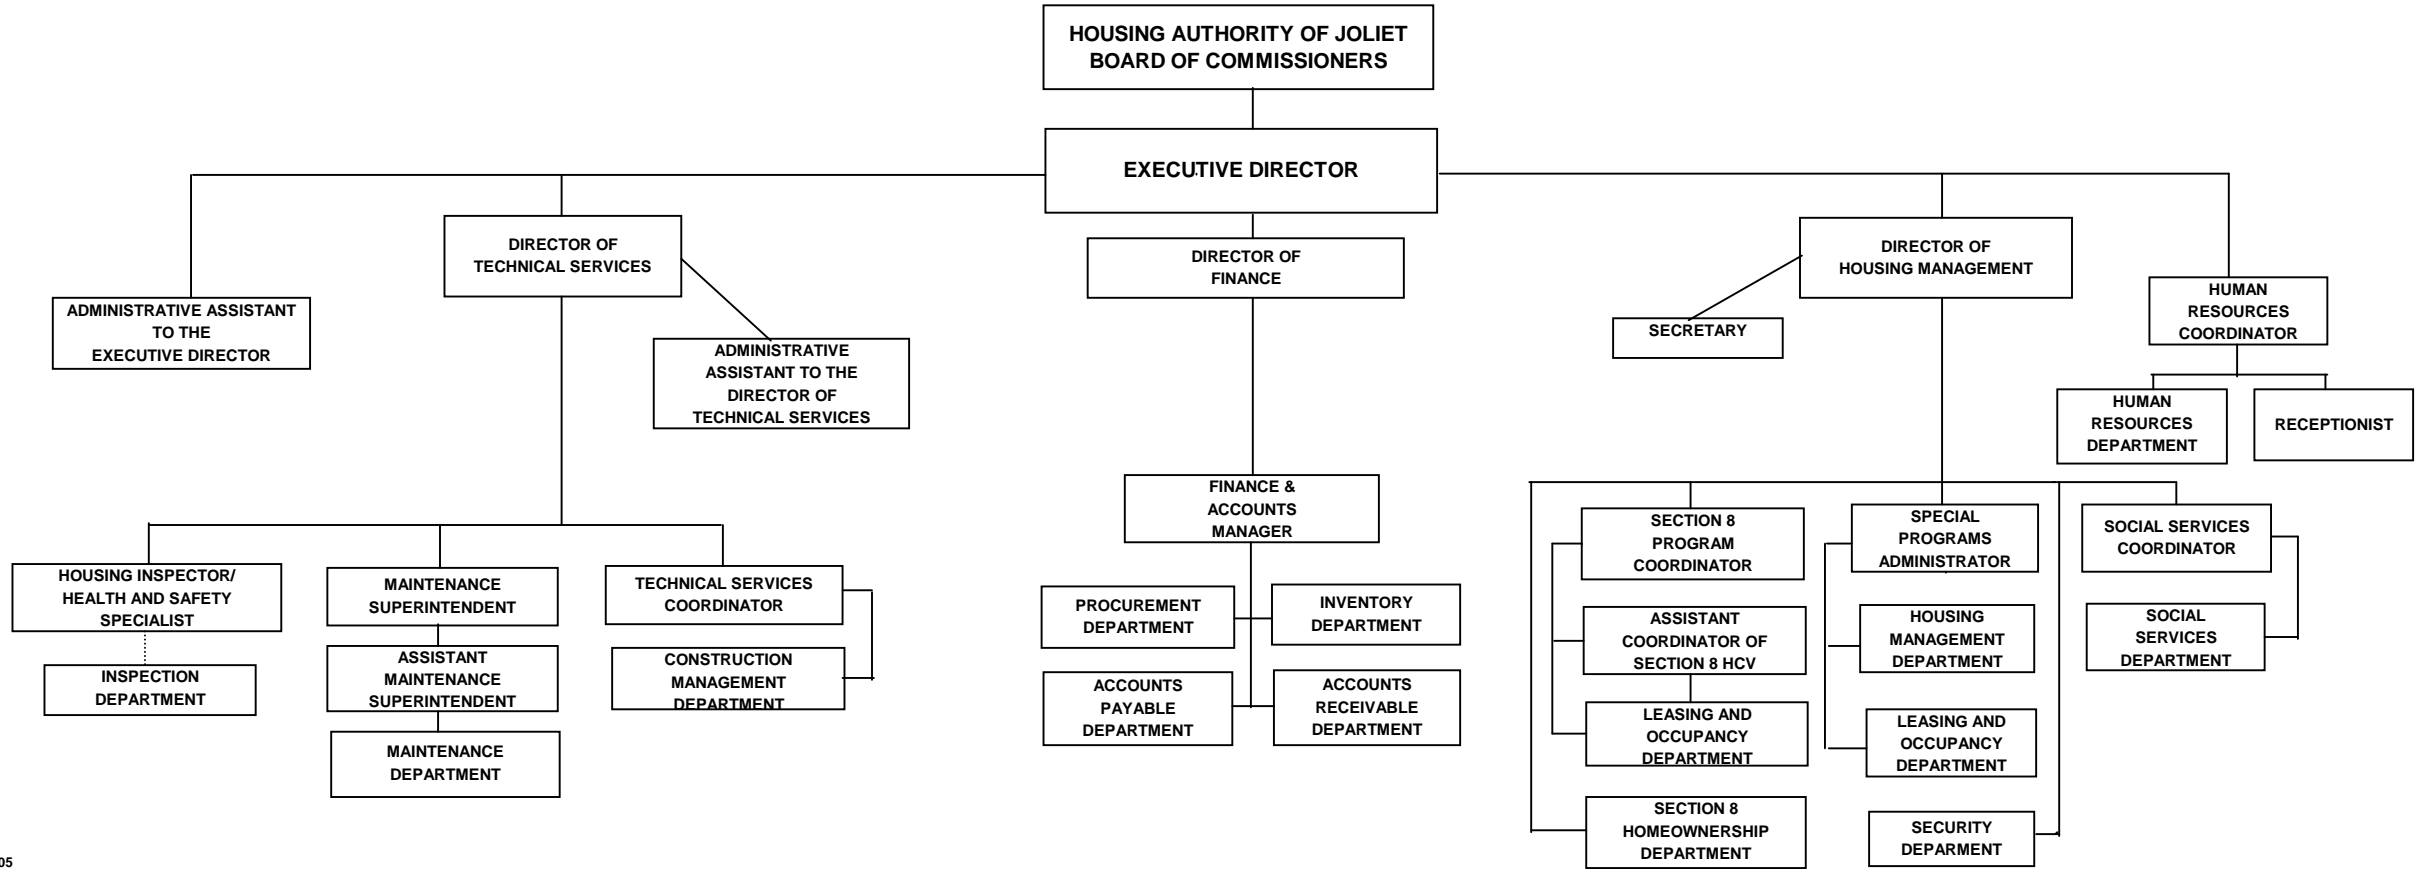 HOUSING AUTHORITY OF JOLIET
BOARD OF COMMISSIONERS
EXECUTIVE DIRECTOR
DIRECTOR OF
TECHNICAL SERVICES
DIRECTOR OF
FINANCE
DIRECTOR OF
HOUSING MANAGEMENT
ADMINISTRATIVE ASSISTANT
TO THE
EXECUTIVE DIRECTOR
HUMAN
RESOURCES
COORDINATOR
SECRETARY
ADMINISTRATIVE
ASSISTANT TO THE
DIRECTOR OF
TECHNICAL SERVICES
HUMAN
RESOURCES
DEPARTMENT
RECEPTIONIST
HOUSING INSPECTOR/
HEALTH AND SAFETY
SPECIALIST
INSPECTION
DEPARTMENT
MAINTENANCE
SUPERINTENDENT
ASSISTANT
MAINTENANCE
SUPERINTENDENT
MAINTENANCE
DEPARTMENT
TECHNICAL SERVICES
COORDINATOR
CONSTRUCTION
MANAGEMENT
DEPARTMENT
FINANCE &
ACCOUNTS
MANAGER
PROCUREMENT
DEPARTMENT
INVENTORY
DEPARTMENT
ACCOUNTS
PAYABLE
DEPARTMENT
ACCOUNTS
RECEIVABLE
DEPARTMENT
SECTION 8
PROGRAM
COORDINATOR
ASSISTANT
COORDINATOR OF
SECTION 8 HCV
LEASING AND
OCCUPANCY
DEPARTMENT
SECTION 8
HOMEOWNERSHIP
DEPARTMENT
SPECIAL
PROGRAMS
ADMINISTRATOR
HOUSING
MANAGEMENT
DEPARTMENT
LEASING AND
OCCUPANCY
DEPARTMENT
SECURITY
DEPARMENT
SOCIAL SERVICES
COORDINATOR
SOCIAL
SERVICES
DEPARTMENT
05